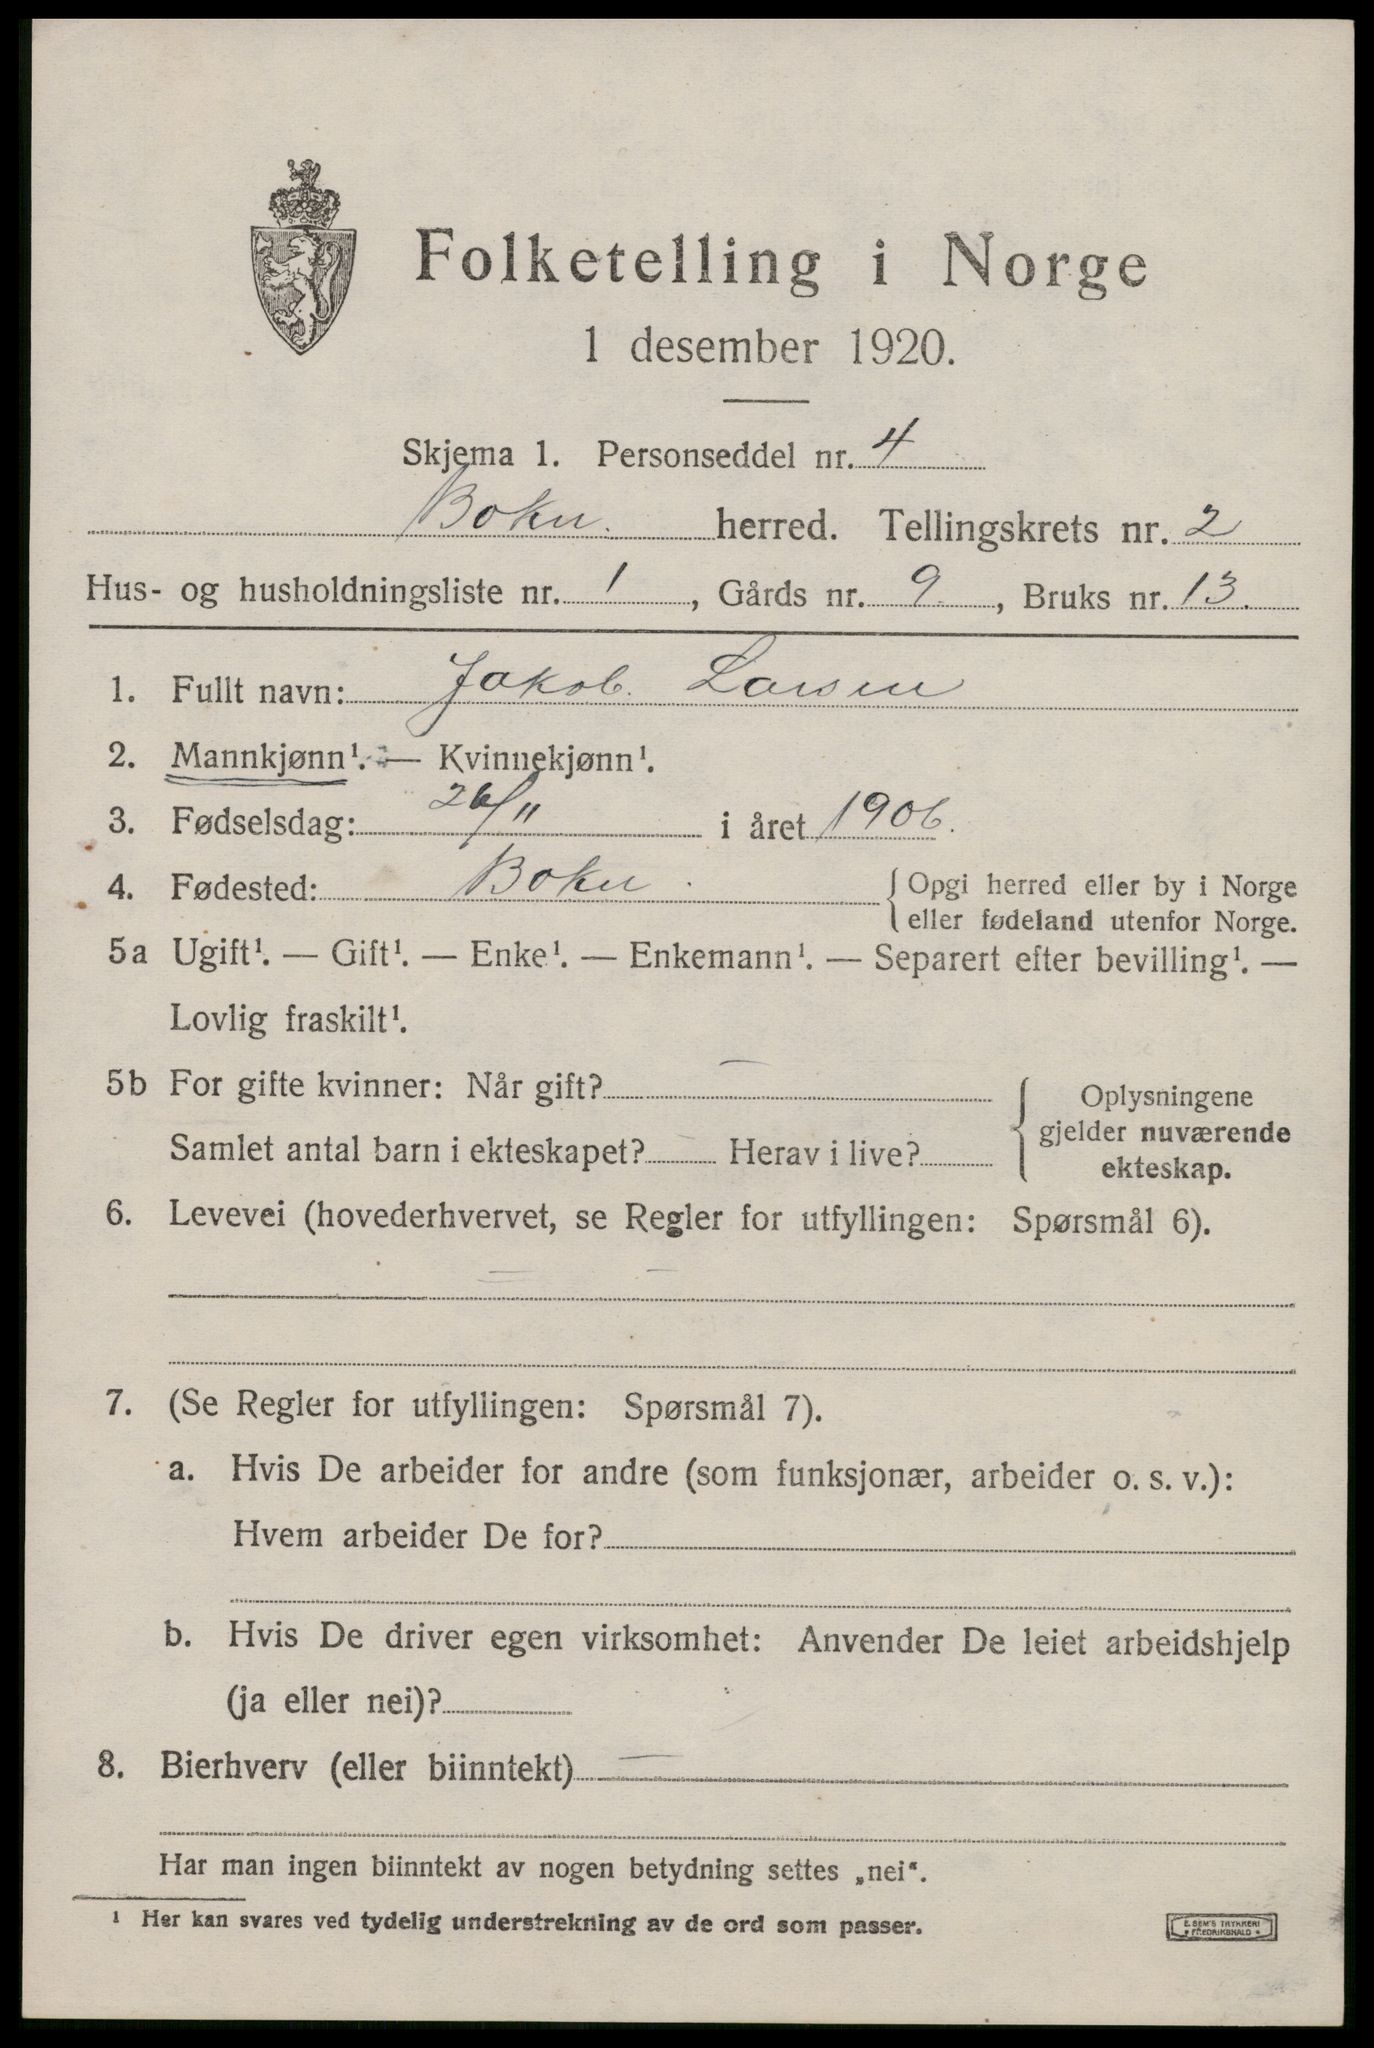 Folketelling i Norge
1 desember 1920.
Skjema 1. Personseddel nr. 4
Bokn. herred. Tellingskrets nr. 2
Hus- og husholdningsliste nr. 1, Gårds nr. 9, Bruks nr. 13.
1. Fullt navn: Jakob. Larsen
2. Mannkjønn¹. — Kvinnekjønn¹.
3. Fødselsdag: 26/11 i året 1906.
4. Fødested: Bokn. Opgi herred eller by i Norge
eller fødeland utenfor Norge.
5a Ugift¹. — Gift¹. — Enke¹. — Enkemann¹. — Separert efter bevilling¹. —
Lovlig fraskilt¹.
5b For gifte kvinner: Når gift? —
Samlet antal barn i ekteskapet? — Herav i live? —
Oplysningene
gjelder nuværende
ekteskap.
6. Levevei (hovederhvervet, se Regler for utfyllingen: Spørsmål 6).
— —
7. (Se Regler for utfyllingen: Spørsmål 7).
a. Hvis De arbeider for andre (som funksjonær, arbeider o. s. v.):
Hvem arbeider De for?
b. Hvis De driver egen virksomhet: Anvender De leiet arbeidshjelp
(ja eller nei)?
8. Bierhverv (eller biinntekt) —
Har man ingen biinntekt av nogen betydning settes „nei“.
¹ Her kan svares ved tydelig understrekning av de ord som passer.
E. SEM'S TRYKKERI
FREDRIKSHALD